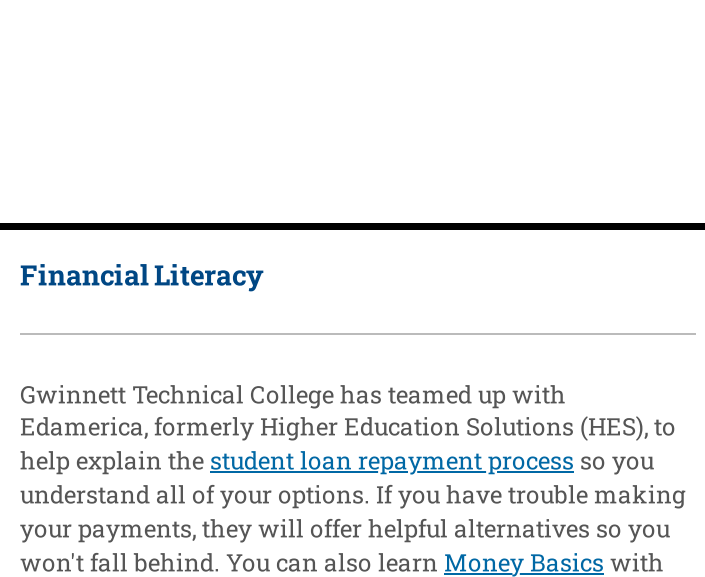 Financial Literacy
Gwinnett Technical College has teamed up with
Edamerica, formerly Higher Education Solutions (HES), to
help explain the student loan repayment process so you
understand all of your options. If you have trouble making
your payments, they will offer helpful alternatives so you
won't fall behind. You can also learn Money Basics with